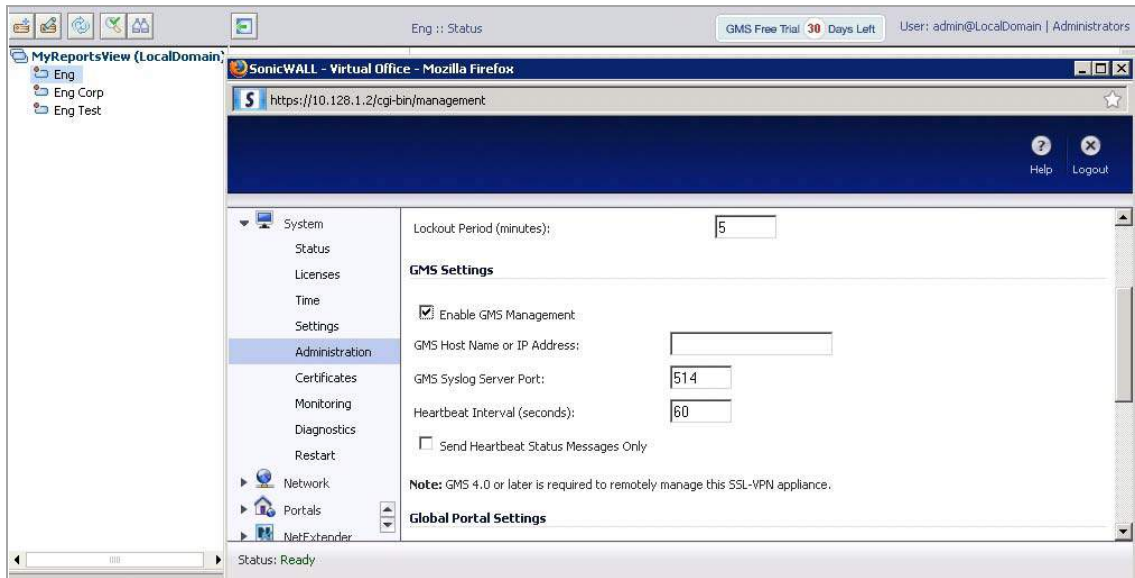 Eng :: Status
GMS Free Trial 30 Days Left
User: admin@LocalDomain | Administrators
MyReportsView (LocalDomain)
Eng
Eng Corp
Eng Test
SonicWALL - Virtual Office - Mozilla Firefox
S https://10.128.1.2/cgi-bin/management
Help
Logout
System
Status
Licenses
Time
Settings
Administration
Certificates
Monitoring
Diagnostics
Restart
Network
Portals
NetExtender
Lockout Period (minutes): 5
GMS Settings
Enable GMS Management
GMS Host Name or IP Address:
GMS Syslog Server Port: 514
Heartbeat Interval (seconds): 60
Send Heartbeat Status Messages Only
Note: GMS 4.0 or later is required to remotely manage this SSL-VPN appliance.
Global Portal Settings
Status: Ready